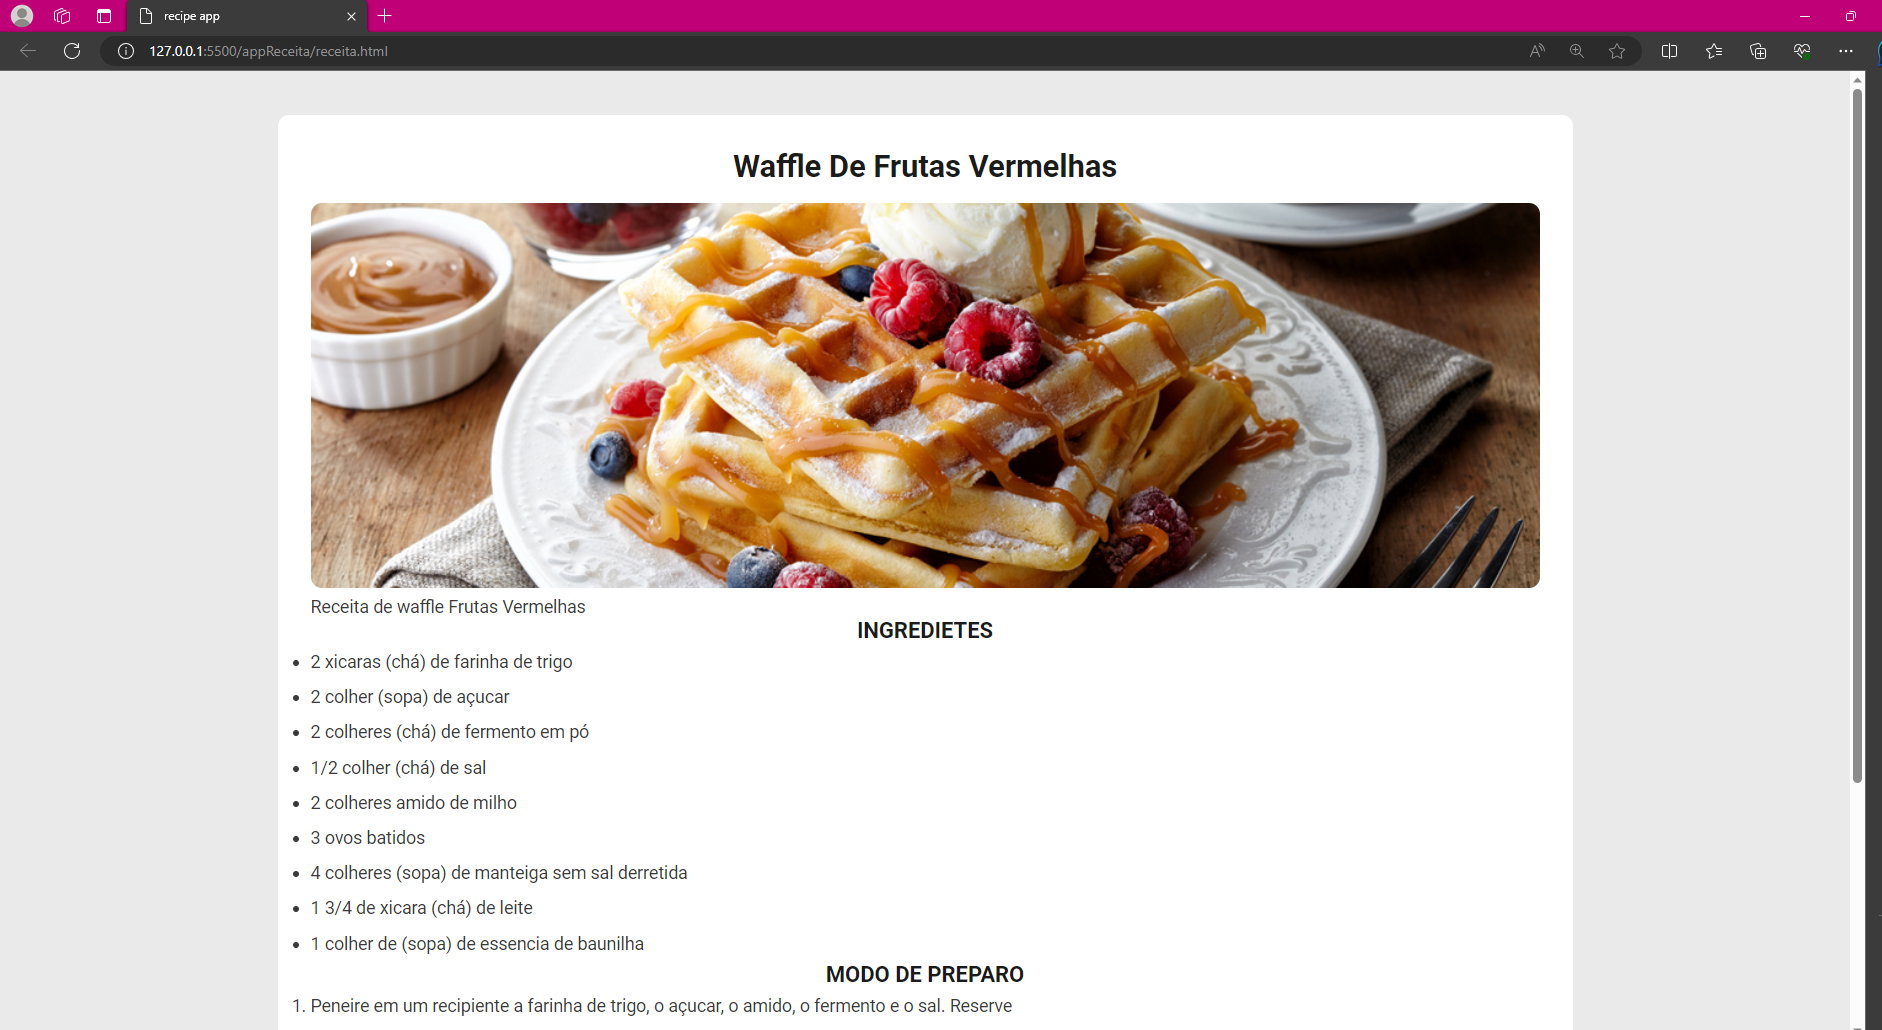 recipe app
127.0.0.1:5500/appReceita/receita.html
Waffle De Frutas Vermelhas
Receita de waffle Frutas Vermelhas
INGREDIETES
• 2 xicaras (chá) de farinha de trigo
• 2 colher (sopa) de açucar
• 2 colheres (chá) de fermento em pó
• 1/2 colher (chá) de sal
• 2 colheres amido de milho
• 3 ovos batidos
• 4 colheres (sopa) de manteiga sem sal derretida
• 1 3/4 de xicara (chá) de leite
• 1 colher de (sopa) de essencia de baunilha
MODO DE PREPARO
1. Peneire em um recipiente a farinha de trigo, o açucar, o amido, o fermento e o sal. Reserve